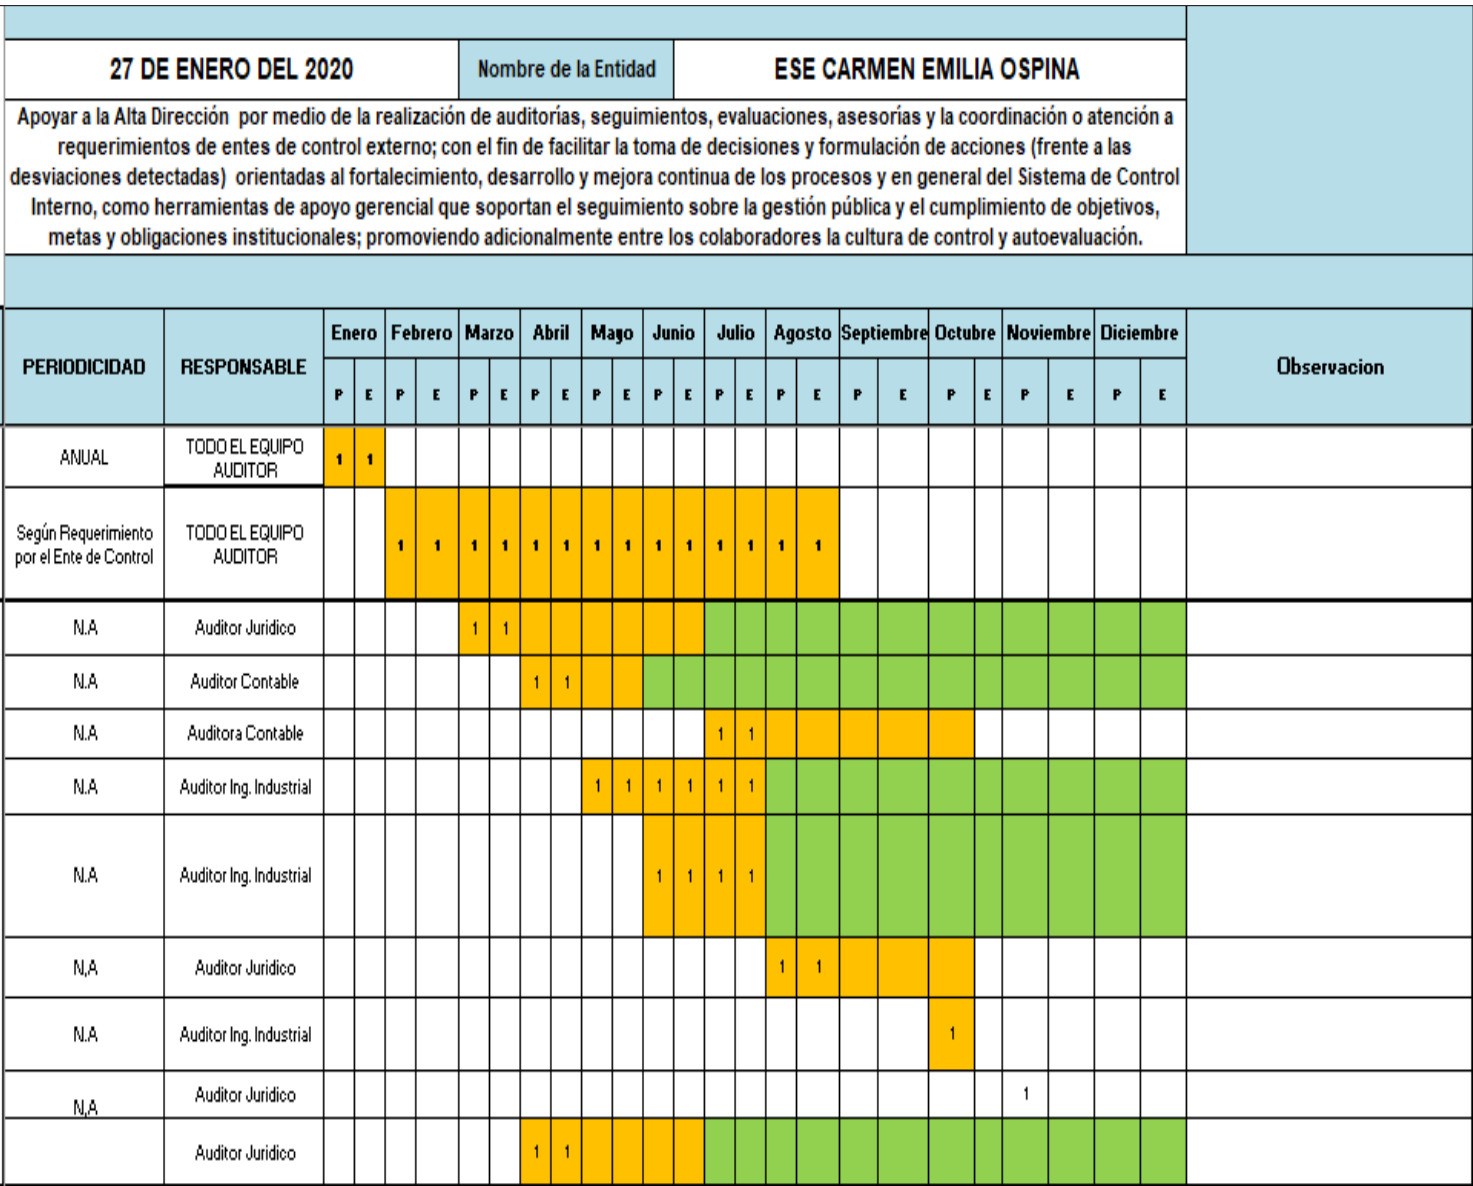 27 DE ENERO DEL 2020 Nombre de la Entidad ESE CARMEN EMILIA OSPINA
Apoyar a la Alta Dirección por medio de la realización de auditorías, seguimientos, evaluaciones, asesorías y la coordinación o atención a
requerimientos de entes de control externo; con el fin de facilitar la toma de decisiones y formulación de acciones (frente a las
desviaciones detectadas) orientadas al fortalecimiento, desarrollo y mejora continua de los procesos y en general del Sistema de Control
Interno, como herramientas de apoyo gerencial que soportan el seguimiento sobre la gestión pública y el cumplimiento de objetivos,
metas y obligaciones institucionales; promoviendo adicionalmente entre los colaboradores la cultura de control y autoevaluación.
PERIODICIDAD RESPONSABLE Enero Febrero Marzo Abril Mayo Junio Julio Agosto Septiembre Octubre Noviembre Diciembre Observacion
P E P E P E P E P E P E P E P E P E P E P E P E
ANUAL TODO EL EQUIPO
AUDITOR 1 1
Según Requerimiento
por el Ente de Control TODO EL EQUIPO
AUDITOR 1 1 1 1 1 1 1 1 1 1 1 1 1 1
N.A Auditor Juridico 1 1
N.A Auditor Contable 1 1
N.A Auditora Contable 1 1
N.A Auditor Ing. Industrial 1 1 1 1 1 1
N.A Auditor Ing. Industrial 1 1 1 1
N,A Auditor Juridico 1 1
N.A Auditor Ing. Industrial 1
N,A Auditor Juridico 1
Auditor Juridico 1 1